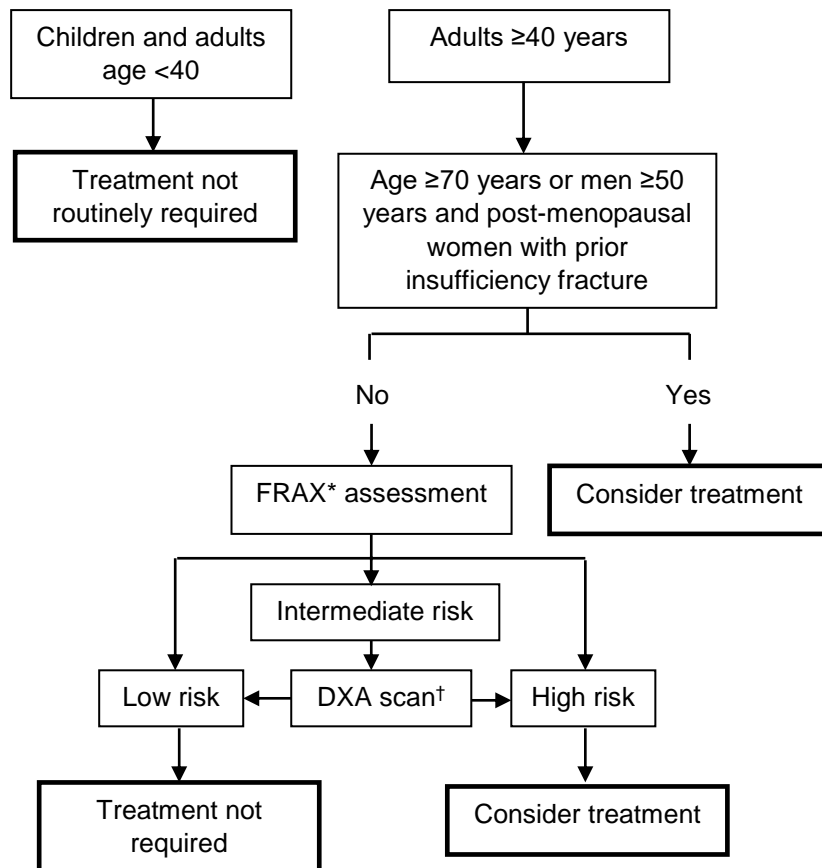 Children and adults
age <40
Adults ≥40 years
Treatment not
routinely required
Age ≥70 years or men ≥50
years and post-menopausal
women with prior
insufficiency fracture
No
Yes
FRAX* assessment
Consider treatment
Intermediate risk
Low risk
DXA scan†
High risk
Treatment not
required
Consider treatment